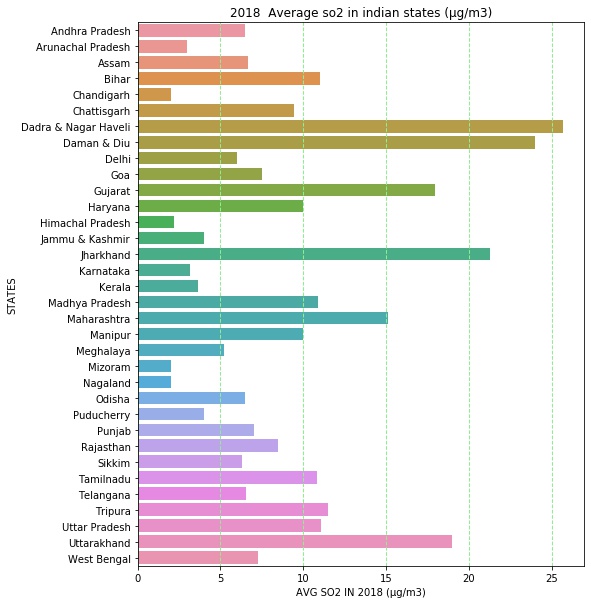 2018  Average so2 in indian states (µg/m3)
Andhra Pradesh
Arunachal Pradesh
Assam
Bihar
Chandigarh
Chattisgarh
Dadra & Nagar Haveli
Daman & Diu
Delhi
Goa
Gujarat
Haryana
Himachal Pradesh
Jammu & Kashmir
Jharkhand
Karnataka
Kerala
Madhya Pradesh
Maharashtra
Manipur
Meghalaya
Mizoram
Nagaland
Odisha
Puducherry
Punjab
Rajasthan
Sikkim
Tamilnadu
Telangana
Tripura
Uttar Pradesh
Uttarakhand
West Bengal
STATES
0 5 10 15 20 25
AVG SO2 IN 2018 (µg/m3)